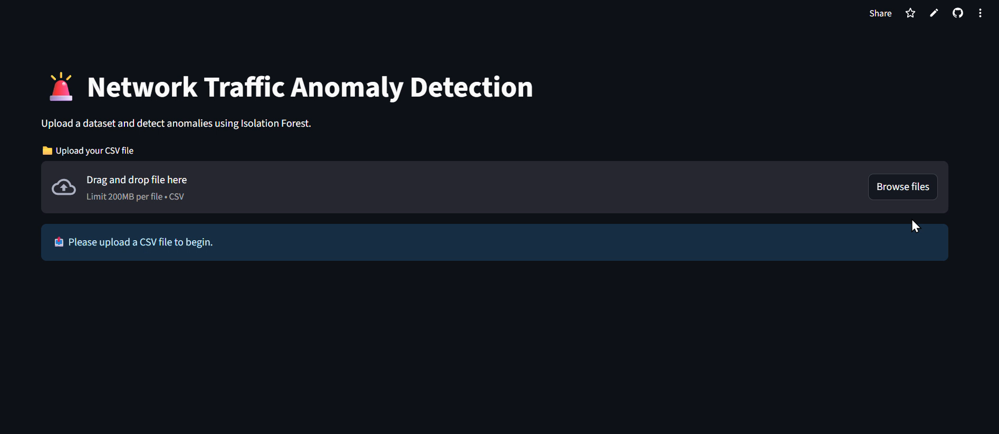 Share
Network Traffic Anomaly Detection
Upload a dataset and detect anomalies using Isolation Forest.
Upload your CSV file
Drag and drop file here
Limit 200MB per file • CSV
Browse files
Please upload a CSV file to begin.